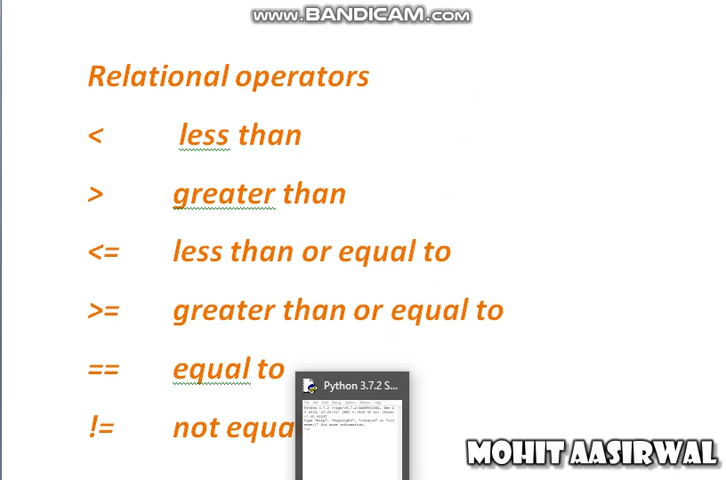 www.BANDICAM.com
Relational operators
< less than
> greater than
<= less than or equal to
>= greater than or equal to
== equal to
Python 3.7.2 S...
!= not equa
MOHIT AASIRWAL